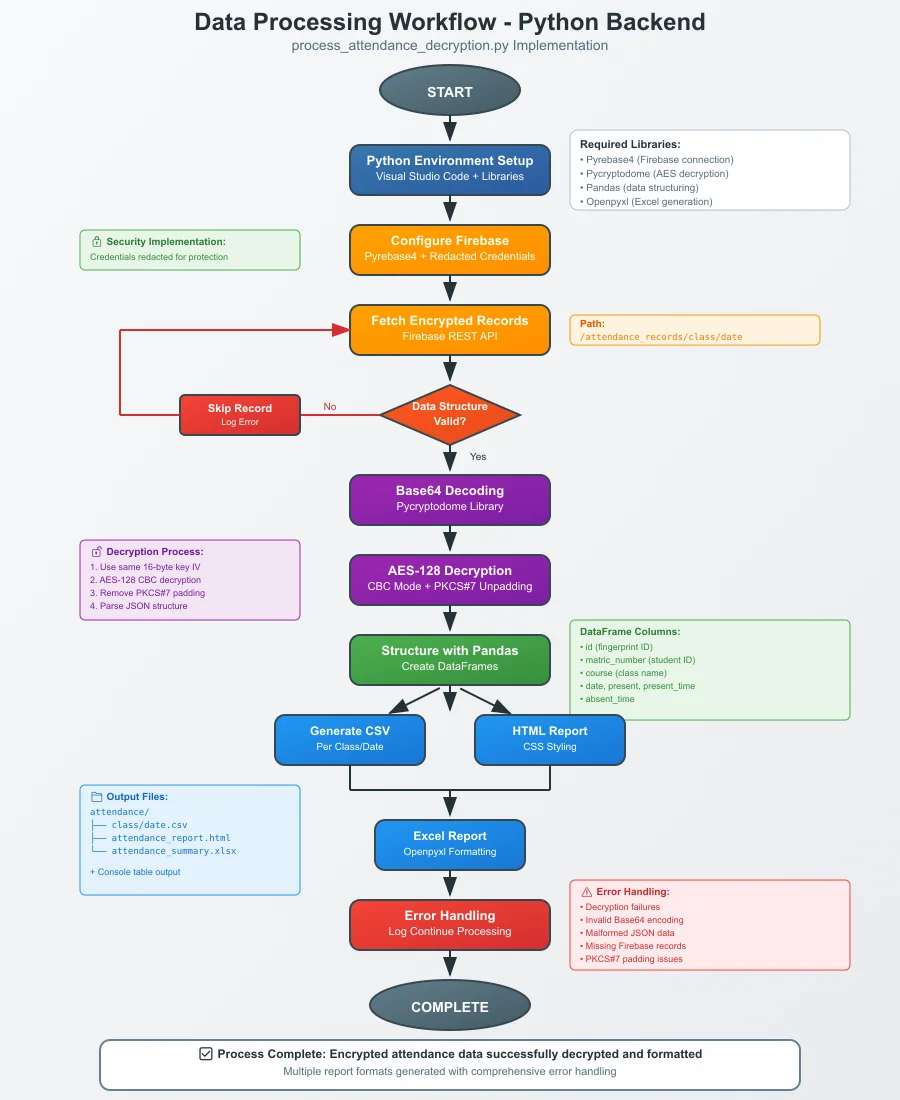 Data Processing Workflow - Python Backend
process_attendance_decryption.py Implementation
START
Python Environment Setup
Visual Studio Code + Libraries
Required Libraries:
• Pyrebase4 (Firebase connection)
• Pycryptodome (AES decryption)
• Pandas (data structuring)
• Openpyxl (Excel generation)
Security Implementation:
Credentials redacted for protection
Configure Firebase
Pyrebase4 + Redacted Credentials
Fetch Encrypted Records
Firebase REST API
Path:
/attendance_records/class/date
Skip Record
Log Error
No
Data Structure
Valid?
Yes
Base64 Decoding
Pycryptodome Library
Decryption Process:
1. Use same 16-byte key IV
2. AES-128 CBC decryption
3. Remove PKCS#7 padding
4. Parse JSON structure
AES-128 Decryption
CBC Mode + PKCS#7 Unpadding
Structure with Pandas
Create DataFrames
DataFrame Columns:
• id (fingerprint ID)
• matric_number (student ID)
• course (class name)
• date, present, present_time
• absent_time
Generate CSV
Per Class/Date
HTML Report
CSS Styling
Output Files:
attendance/
├── class/date.csv
├── attendance_report.html
└── attendance_summary.xlsx
+ Console table output
Excel Report
Openpyxl Formatting
Error Handling
Log Continue Processing
Error Handling:
• Decryption failures
• Invalid Base64 encoding
• Malformed JSON data
• Missing Firebase records
• PKCS#7 padding issues
COMPLETE
Process Complete: Encrypted attendance data successfully decrypted and formatted
Multiple report formats generated with comprehensive error handling